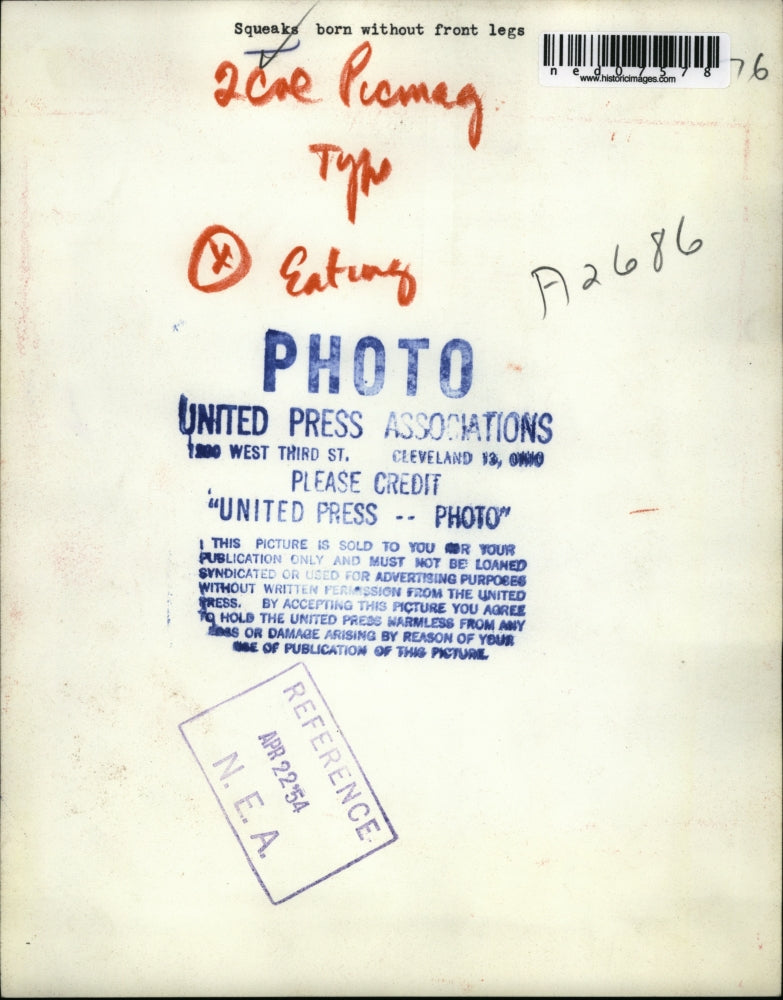 Squeaks born without front legs
ned07578
www.historicimages.com
76
2 Col Picmag
Type
X Eating
A2686
PHOTO
UNITED PRESS ASSOCIATIONS
1200 WEST THIRD ST. CLEVELAND 13, OHIO
PLEASE CREDIT
"UNITED PRESS -- PHOTO"
THIS PICTURE IS SOLD TO YOU FOR YOUR
PUBLICATION ONLY AND MUST NOT BE LOANED
SYNDICATED OR USED FOR ADVERTISING PURPOSES
WITHOUT WRITTEN PERMISSION FROM THE UNITED
PRESS. BY ACCEPTING THIS PICTURE YOU AGREE
TO HOLD THE UNITED PRESS HARMLESS FROM ANY
LOSS OR DAMAGE ARISING BY REASON OF YOUR
USE OF PUBLICATION OF THIS PICTURE.
REFERENCE
APR 22 '54
N. E. A.